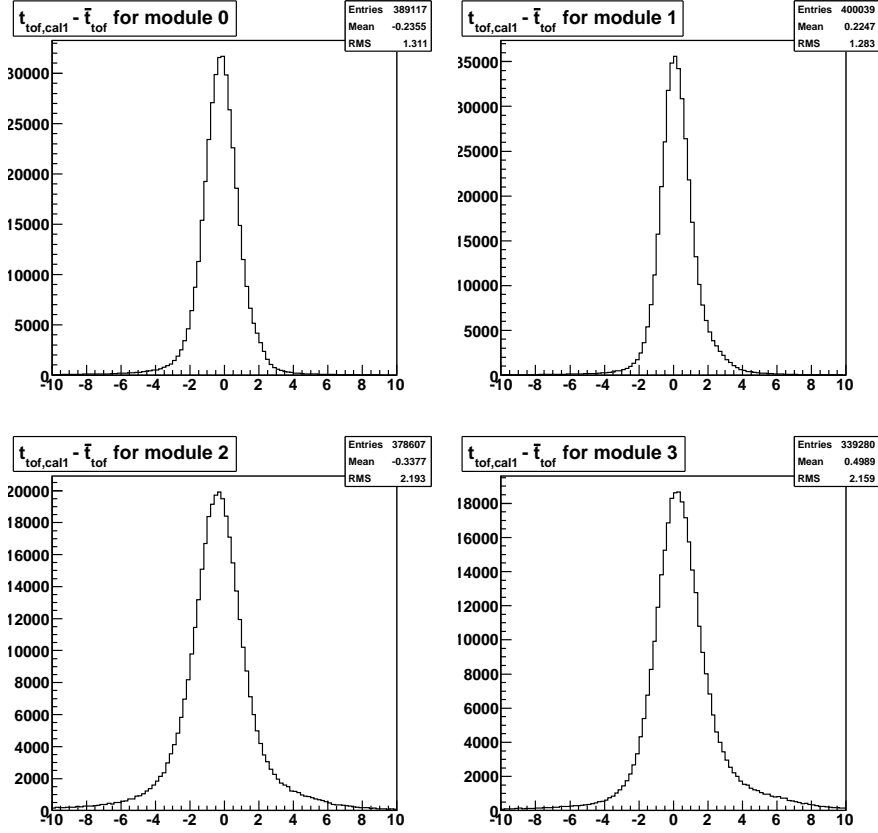 t_tof,cal1 - t̄_tof for module 0
Entries 389117
Mean -0.2355
RMS 1.311
30000
25000
20000
15000
10000
5000
0
-10 -8 -6 -4 -2 0 2 4 6 8 10
t_tof,cal1 - t̄_tof for module 1
Entries 400039
Mean 0.2247
RMS 1.283
35000
30000
25000
20000
15000
10000
5000
0
-10 -8 -6 -4 -2 0 2 4 6 8 10
t_tof,cal1 - t̄_tof for module 2
Entries 378607
Mean -0.3377
RMS 2.193
20000
18000
16000
14000
12000
10000
8000
6000
4000
2000
0
-10 -8 -6 -4 -2 0 2 4 6 8 10
t_tof,cal1 - t̄_tof for module 3
Entries 339280
Mean 0.4989
RMS 2.159
18000
16000
14000
12000
10000
8000
6000
4000
2000
0
-10 -8 -6 -4 -2 0 2 4 6 8 10